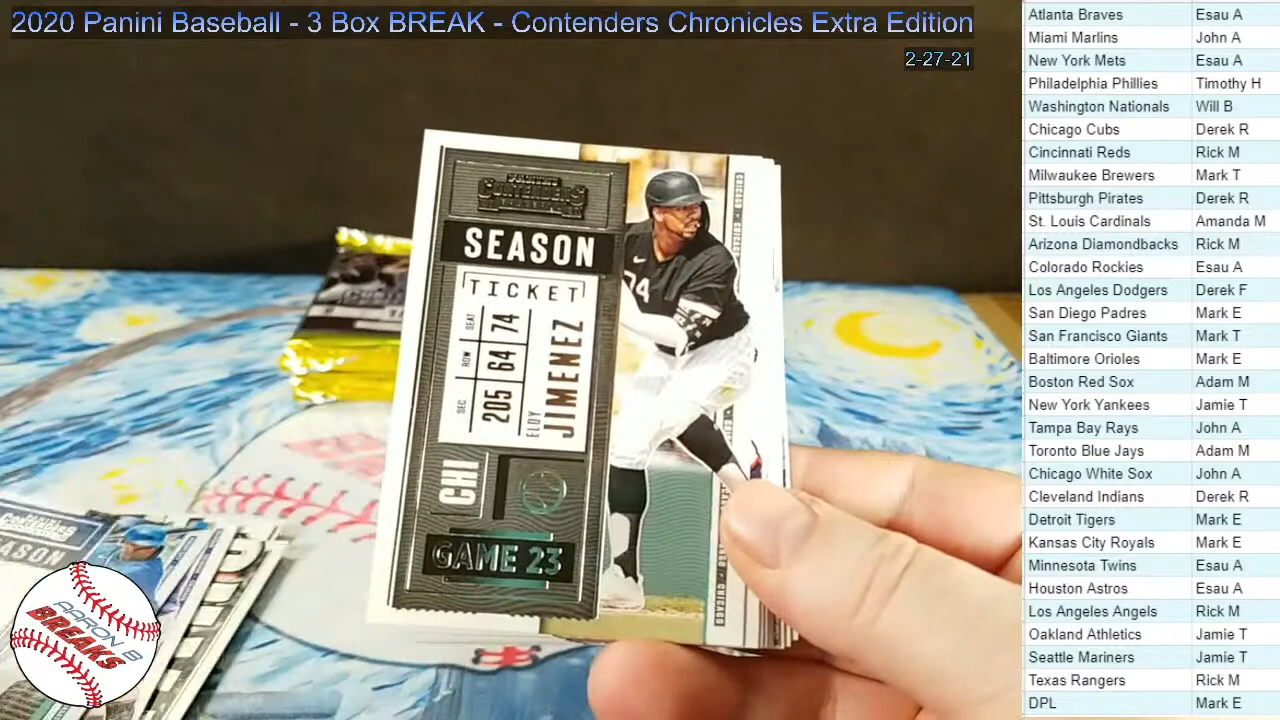 2020 Panini Baseball - 3 Box BREAK - Contenders Chronicles Extra Edition
2-27-21
CONTENDERS
SEASON
TICKET
SEC 205
ROW 64
SEAT 74
ELOY
JIMENEZ
CHI
GAME 23
74
CHICAGO
SEASON
AARON B
BREAKS
Atlanta Braves Esau A
Miami Marlins John A
New York Mets Esau A
Philadelphia Phillies Timothy H
Washington Nationals Will B
Chicago Cubs Derek R
Cincinnati Reds Rick M
Milwaukee Brewers Mark T
Pittsburgh Pirates Derek R
St. Louis Cardinals Amanda M
Arizona Diamondbacks Rick M
Colorado Rockies Esau A
Los Angeles Dodgers Derek F
San Diego Padres Mark E
San Francisco Giants Mark T
Baltimore Orioles Mark E
Boston Red Sox Adam M
New York Yankees Jamie T
Tampa Bay Rays John A
Toronto Blue Jays Adam M
Chicago White Sox John A
Cleveland Indians Derek R
Detroit Tigers Mark E
Kansas City Royals Mark E
Minnesota Twins Esau A
Houston Astros Esau A
Los Angeles Angels Rick M
Oakland Athletics Jamie T
Seattle Mariners Jamie T
Texas Rangers Rick M
DPL Mark E